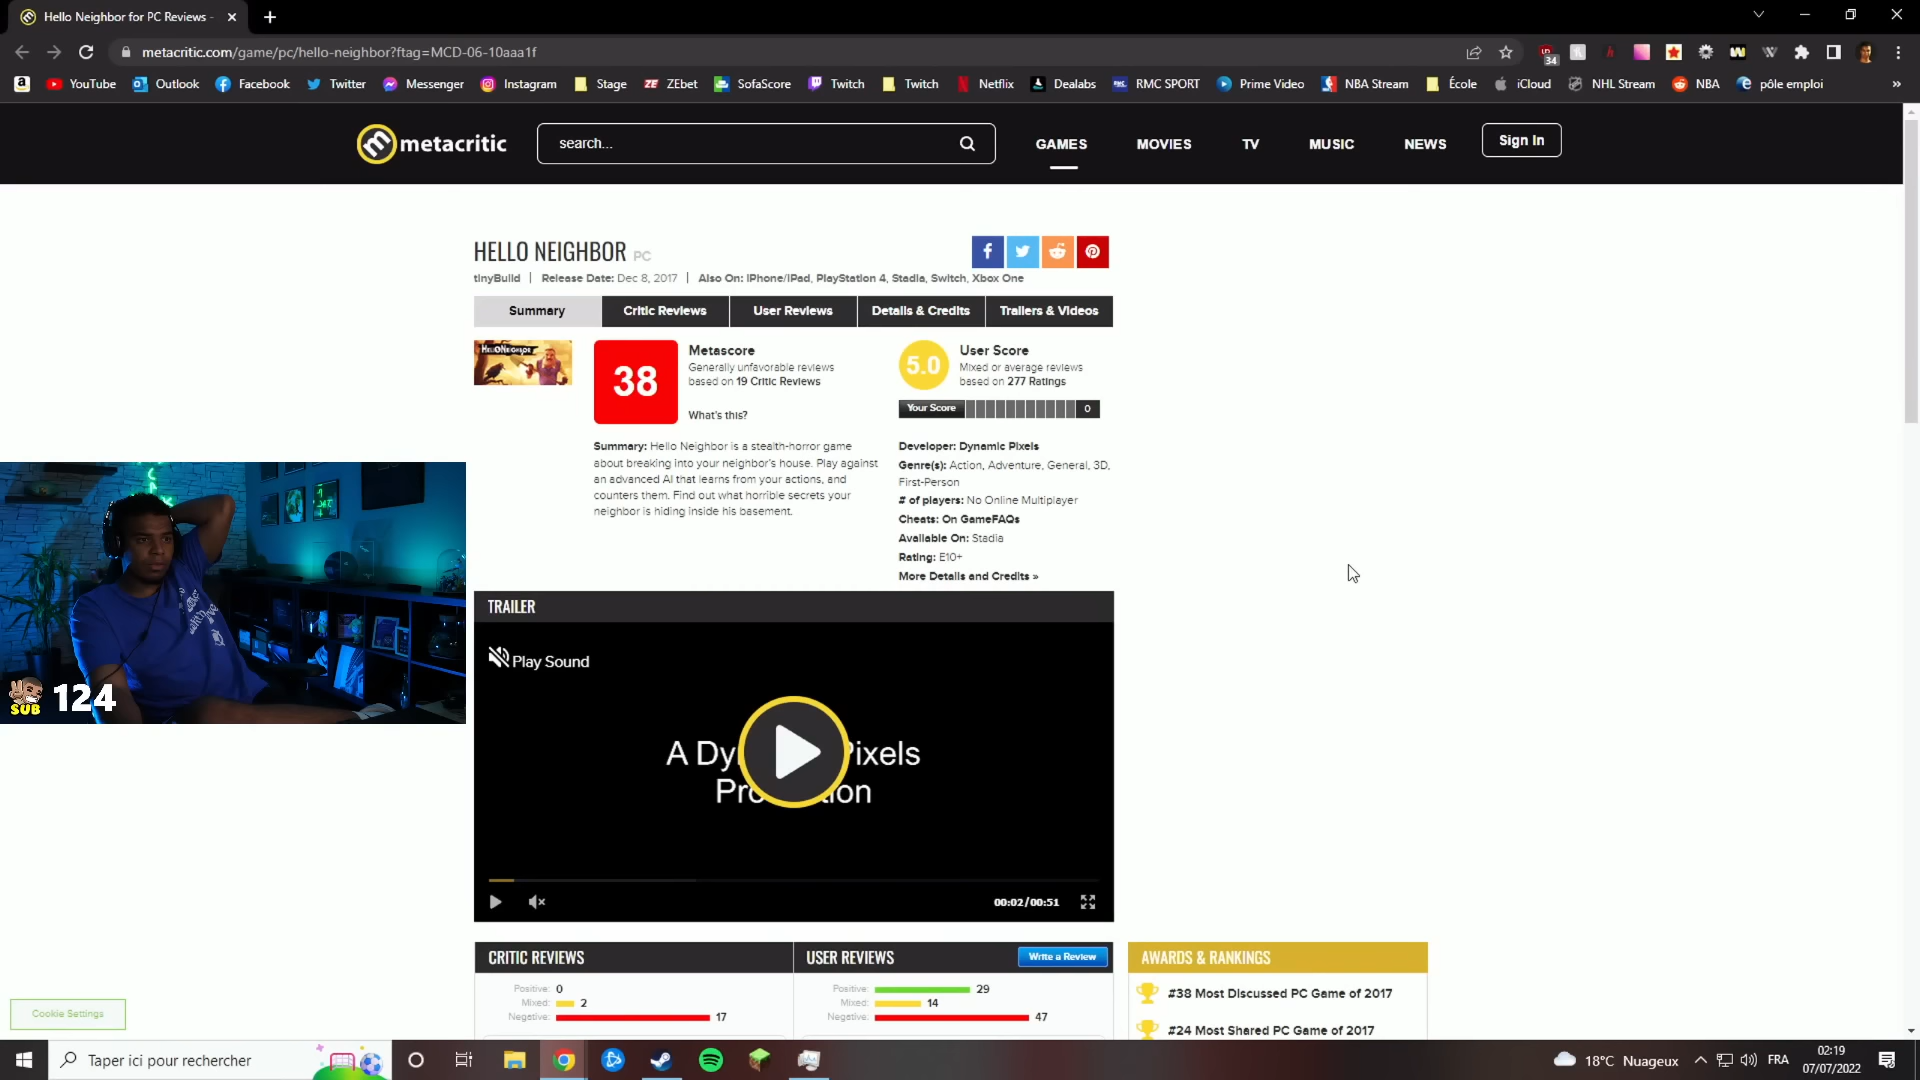 Hello Neighbor for PC Reviews -
metacritic.com/game/pc/hello-neighbor?ftag=MCD-06-10aaa1f
34
YouTube Outlook Facebook Twitter Messenger Instagram Stage ZEbet SofaScore Twitch Twitch Netflix Dealabs RMC SPORT Prime Video NBA Stream École iCloud NHL Stream NBA pôle emploi »
metacritic search... GAMES MOVIES TV MUSIC NEWS Sign In
HELLO NEIGHBOR PC
tinyBuild | Release Date: Dec 8, 2017 | Also On: iPhone/iPad, PlayStation 4, Stadia, Switch, Xbox One
Summary Critic Reviews User Reviews Details & Credits Trailers & Videos
HELLO NEIGHBOR
38
Metascore
Generally unfavorable reviews
based on 19 Critic Reviews
What's this?
5.0
User Score
Mixed or average reviews
based on 277 Ratings
Your Score 0
Summary: Hello Neighbor is a stealth-horror game
about breaking into your neighbor's house. Play against
an advanced AI that learns from your actions, and
counters them. Find out what horrible secrets your
neighbor is hiding inside his basement.
Developer: Dynamic Pixels
Genre(s): Action, Adventure, General, 3D,
First-Person
# of players: No Online Multiplayer
Cheats: On GameFAQs
Available On: Stadia
Rating: E10+
More Details and Credits »
SUB 124
TRAILER
Play Sound
A Dy ixels
Pro tion
00:02/00:51
CRITIC REVIEWS
Positive: 0
Mixed: 2
Negative: 17
USER REVIEWS Write a Review
Positive: 29
Mixed: 14
Negative: 47
AWARDS & RANKINGS
#38 Most Discussed PC Game of 2017
#24 Most Shared PC Game of 2017
Cookie Settings
Taper ici pour rechercher
18°C Nuageux
FRA
02:19
07/07/2022